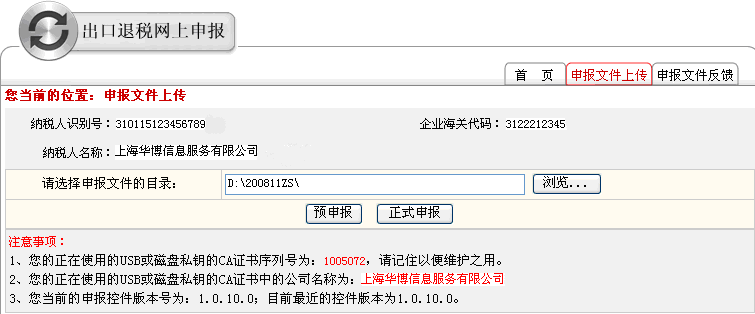 出口退税网上申报
首 页 申报文件上传 申报文件反馈
您当前的位置：申报文件上传
纳税人识别号：310115123456789 企业海关代码：3122212345
纳税人名称：上海华博信息服务有限公司
请选择申报文件的目录： D:\200811ZS\ 浏览...
预申报 正式申报
注意事项：
1、您的正在使用的USB或磁盘私钥的CA证书序列号为：1005072，请记住以便维护之用。
2、您的正在使用的USB或磁盘私钥的CA证书中的公司名称为：上海华博信息服务有限公司
3、您当前的申报控件版本号为：1.0.10.0；目前最近的控件版本为1.0.10.0。